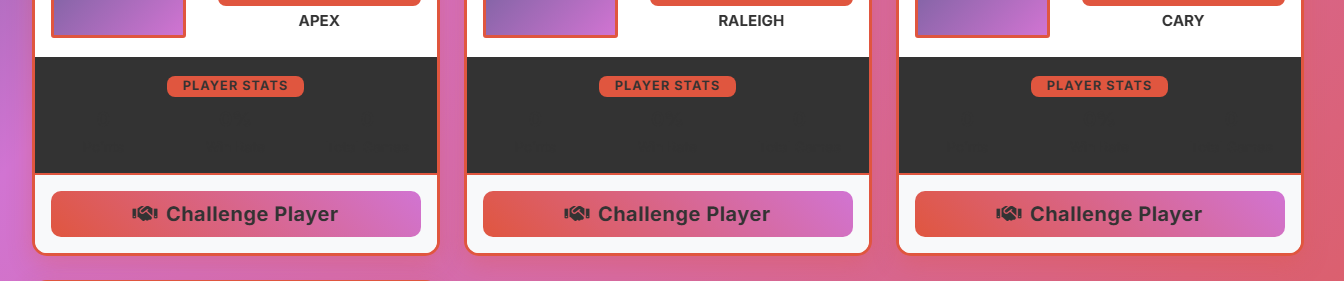 APEX
RALEIGH
CARY
PLAYER STATS
PLAYER STATS
PLAYER STATS
Challenge Player
Challenge Player
Challenge Player